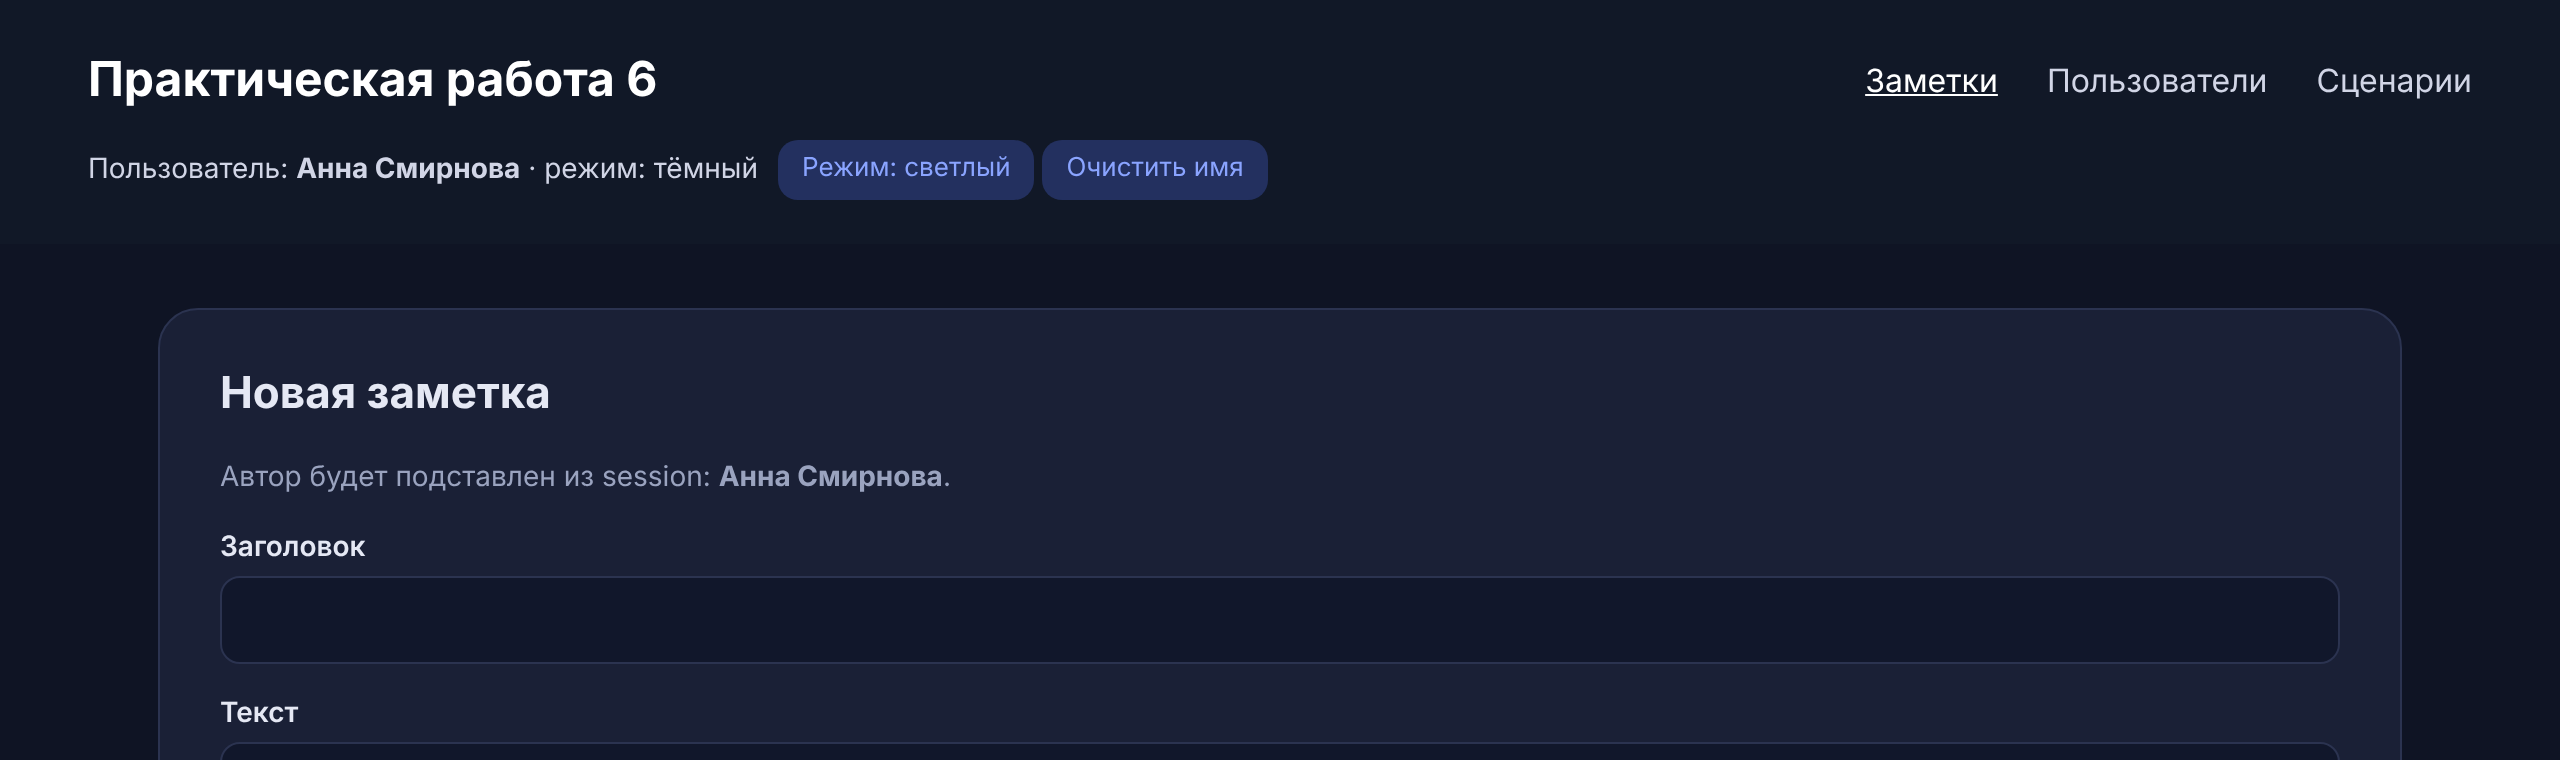 Практическая работа 6
Заметки Пользователи Сценарии
Пользователь: Анна Смирнова · режим: тёмный Режим: светлый Очистить имя
Новая заметка
Автор будет подставлен из session: Анна Смирнова.
Заголовок
Текст